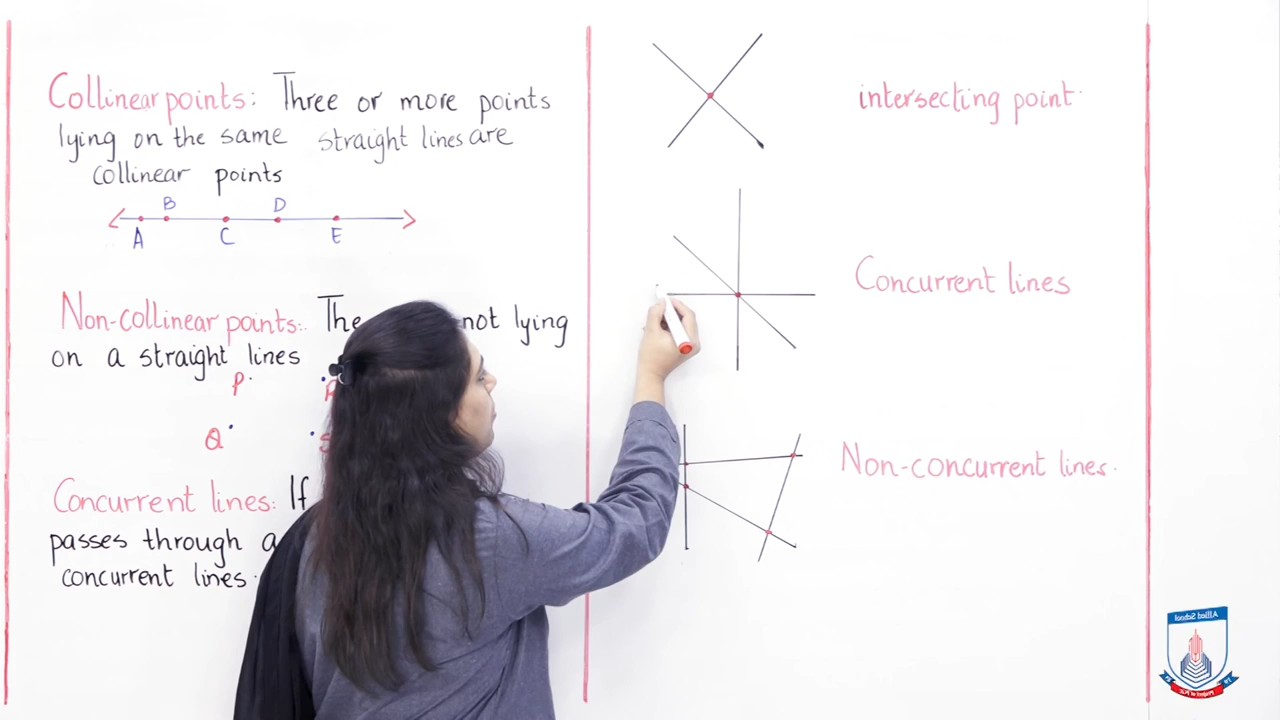 Collinear points: Three or more points
lying on the same straight lines are
collinear points
B D
A C E
Non-collinear points:. The not lying
on a straight lines
P
Q
Concurrent lines: If
passes through a
concurrent lines.
intersecting point.
Concurrent lines
Non-concurrent lines.
Allied School